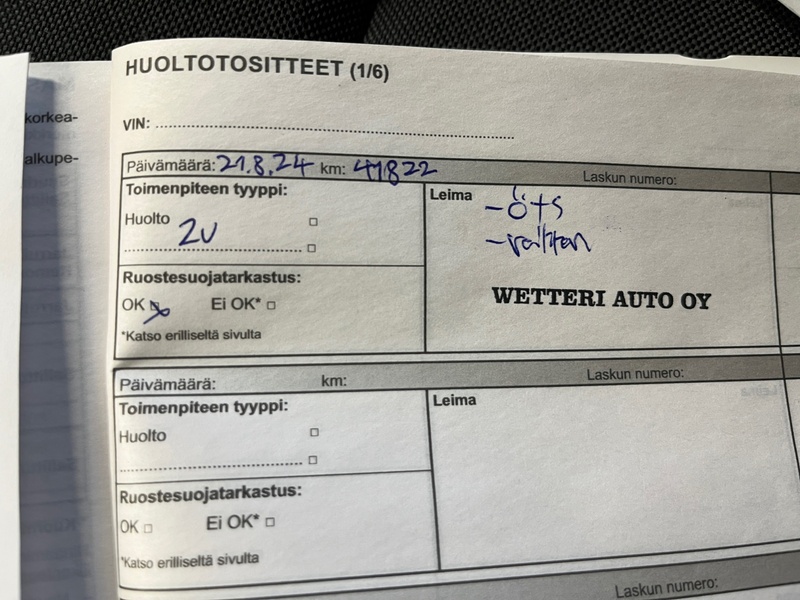 HUOLTOTOSITTEET (1/6)
korkea-
alkupe-
VIN:
Päivämäärä: 21.8.24 km: 41822 Laskun numero:
Toimenpiteen tyyppi:
Huolto
2v
Leima
- öts
WETTERI AUTO OY
Ruostesuojatarkastus:
OK Ei OK*
*Katso erilliseltä sivulta
Päivämäärä: km: Laskun numero:
Toimenpiteen tyyppi:
Huolto
Leima
Ruostesuojatarkastus:
OK Ei OK*
*Katso erilliseltä sivulta
Laskun numero: